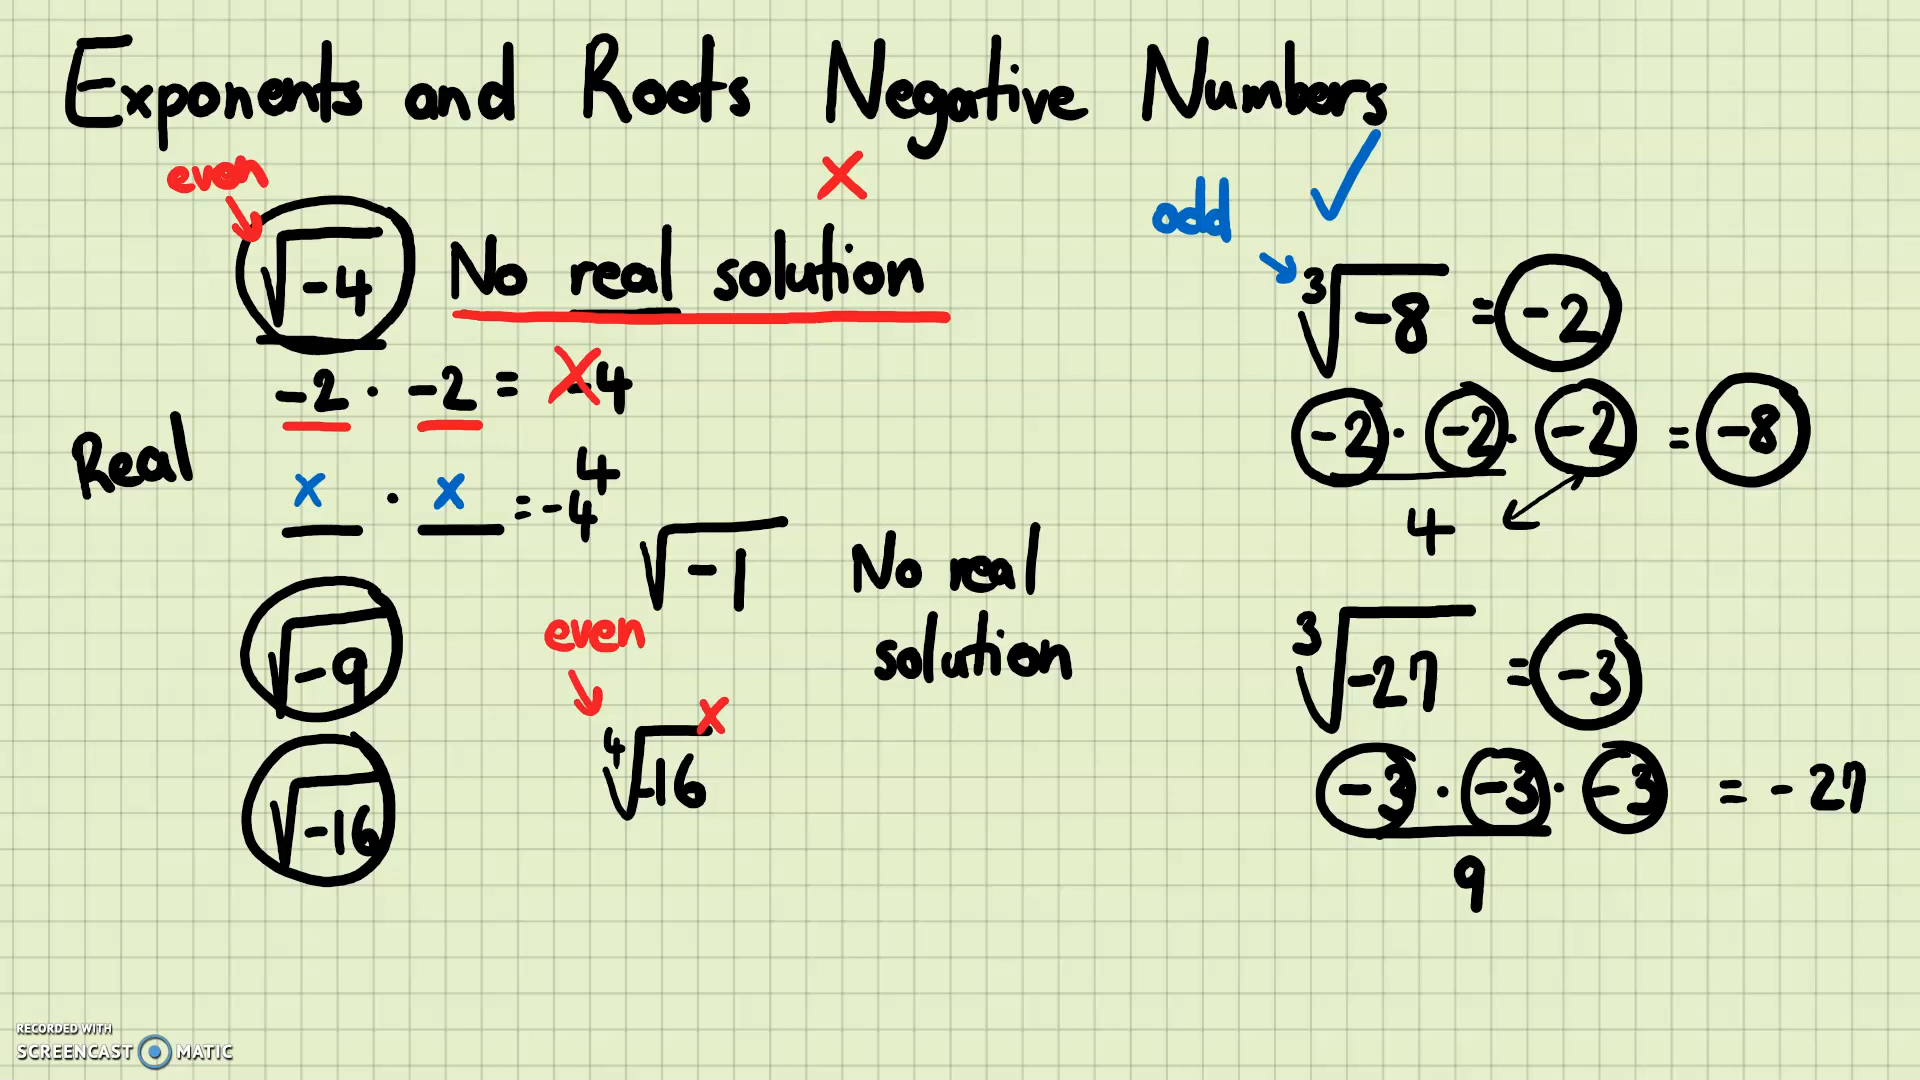 Exponents and Roots Negative Numbers
even
√-4 No real solution
-2 · -2 = -4
Real
x · x = -4
4
√-9
√-16
√-1 No real
solution
even
4√-16 x
odd
3√-8 = -2
-2 · -2 · -2 = -8
4
3√-27 = -3
-3 · -3 · -3 = -27
9
RECORDED WITH
SCREENCAST MATIC